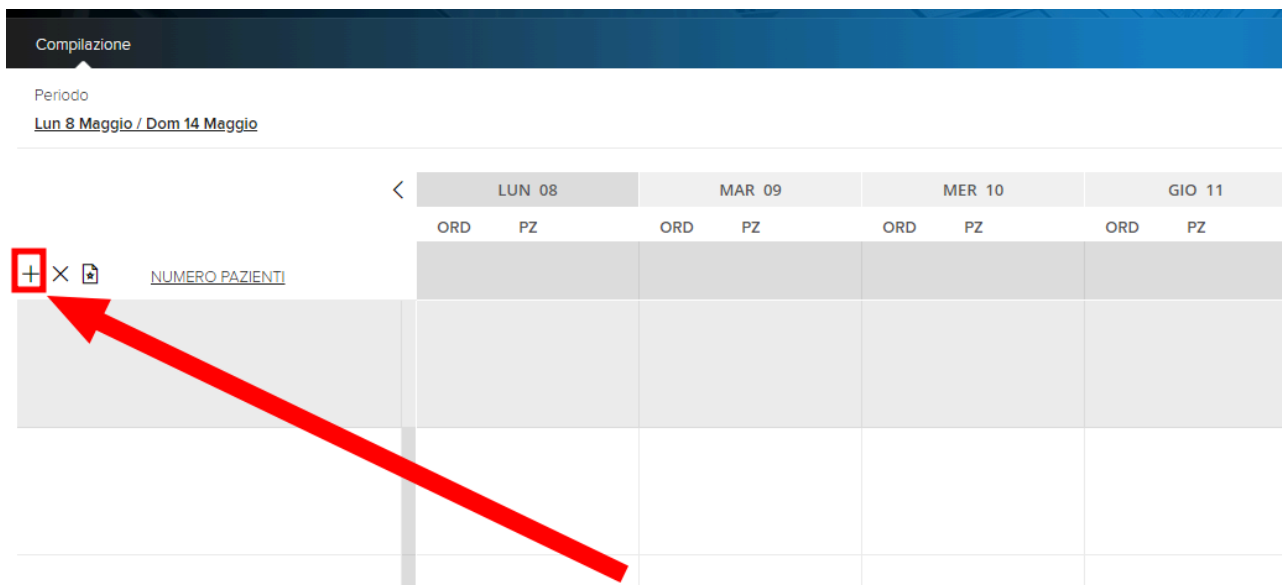 Compilazione
Periodo
Lun 8 Maggio / Dom 14 Maggio
LUN 08 MAR 09 MER 10 GIO 11
ORD PZ ORD PZ ORD PZ ORD PZ
NUMERO PAZIENTI